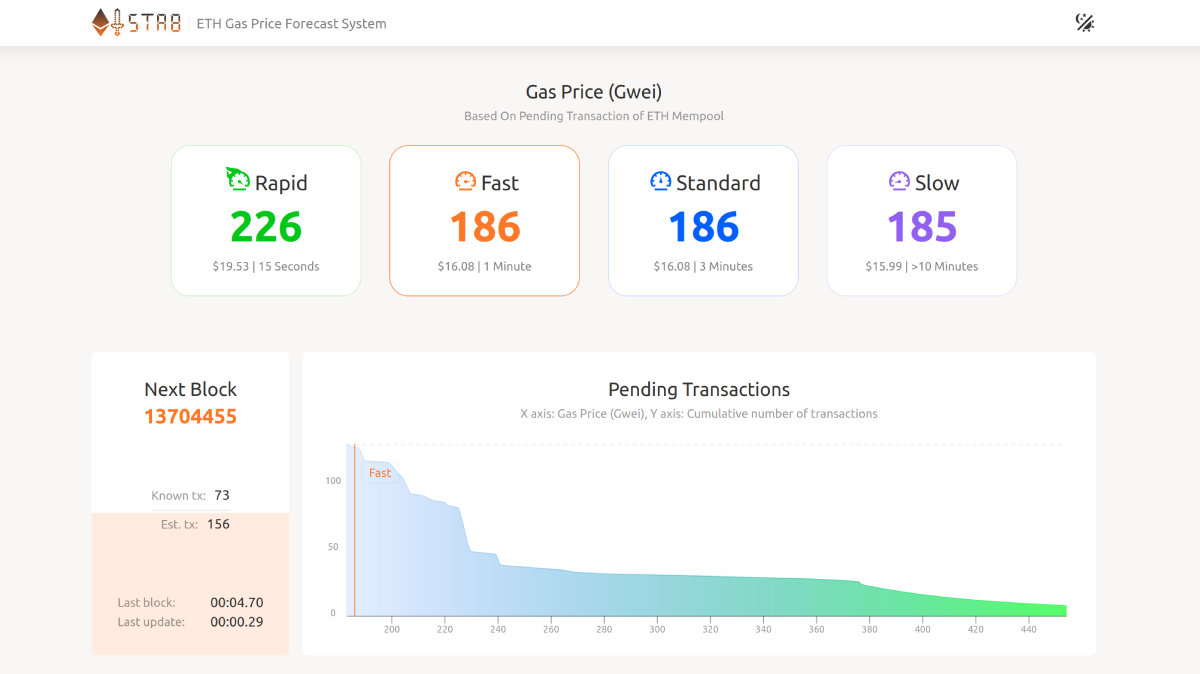 STA8
ETH Gas Price Forecast System
Gas Price (Gwei)
Based On Pending Transaction of ETH Mempool
Rapid
226
$19.53 | 15 Seconds
Fast
186
$16.08 | 1 Minute
Standard
186
$16.08 | 3 Minutes
Slow
185
$15.99 | >10 Minutes
Next Block
13704455
Known tx: 73
Est. tx: 156
Last block: 00:04.70
Last update: 00:00.29
Pending Transactions
X axis: Gas Price (Gwei), Y axis: Cumulative number of transactions
Fast
100
50
0
200 220 240 260 280 300 320 340 360 380 400 420 440